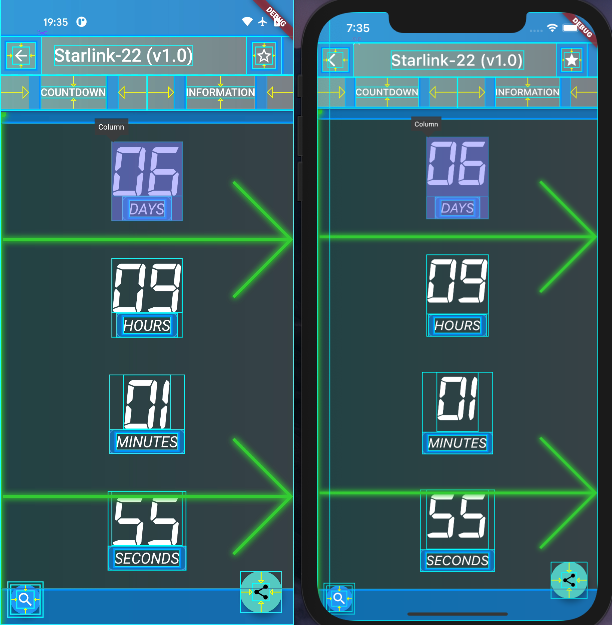 19:35
DEBUG
Starlink-22 (v1.0)
COUNTDOWN
INFORMATION
Column
06
DAYS
09
HOURS
01
MINUTES
55
SECONDS
7:35
DEBUG
Starlink-22 (v1.0)
COUNTDOWN
INFORMATION
Column
06
DAYS
09
HOURS
01
MINUTES
55
SECONDS